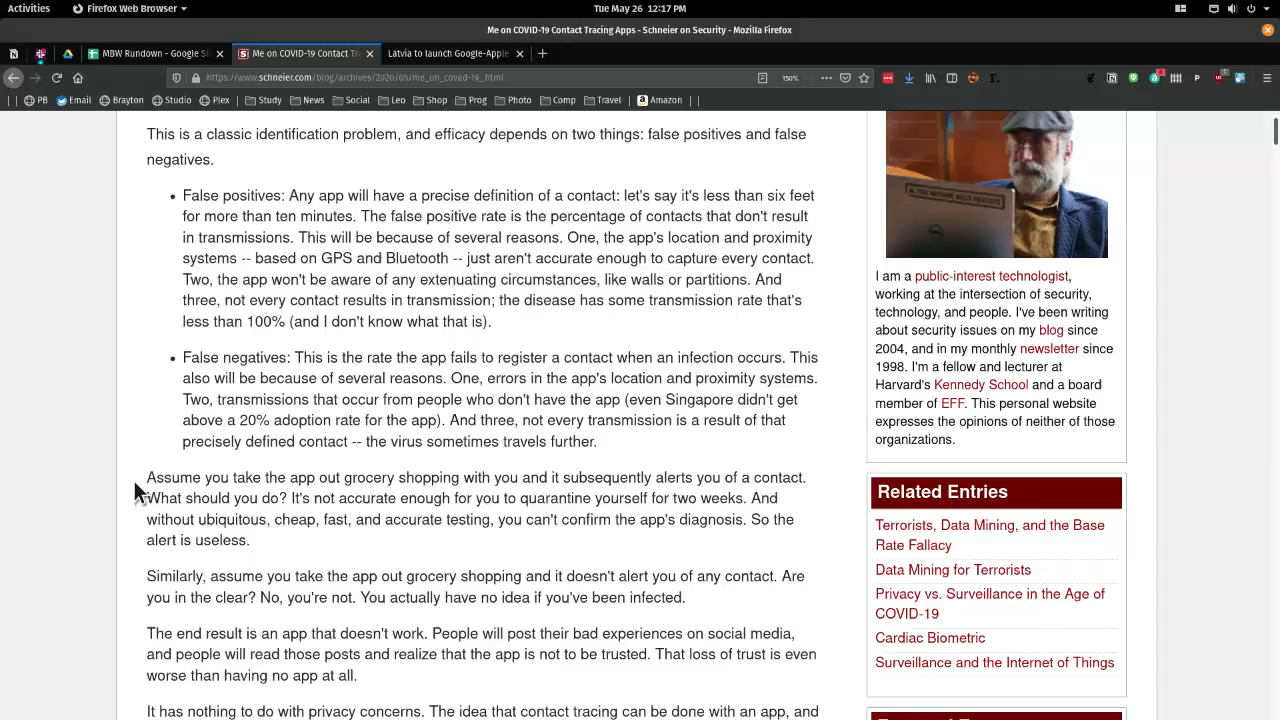 Activities
Firefox Web Browser
Tue May 26 12:17 PM
Me on COVID-19 Contact Tracing Apps - Schneier on Security - Mozilla Firefox
MBW Rundown - Google S
Me on COVID-19 Contact Tr
Latvia to launch Google-Apple
https://www.schneier.com/blog/archives/2020/05/me_on_covad-19_.html
150%
PB Email Brayton Studio Plex Study News Social Leo Shop Prog Photo Comp Travel Amazon
This is a classic identification problem, and efficacy depends on two things: false positives and false
negatives.
• False positives: Any app will have a precise definition of a contact: let's say it's less than six feet
for more than ten minutes. The false positive rate is the percentage of contacts that don't result
in transmissions. This will be because of several reasons. One, the app's location and proximity
systems -- based on GPS and Bluetooth -- just aren't accurate enough to capture every contact.
Two, the app won't be aware of any extenuating circumstances, like walls or partitions. And
three, not every contact results in transmission; the disease has some transmission rate that's
less than 100% (and I don't know what that is).
• False negatives: This is the rate the app fails to register a contact when an infection occurs. This
also will be because of several reasons. One, errors in the app's location and proximity systems.
Two, transmissions that occur from people who don't have the app (even Singapore didn't get
above a 20% adoption rate for the app). And three, not every transmission is a result of that
precisely defined contact -- the virus sometimes travels further.
Assume you take the app out grocery shopping with you and it subsequently alerts you of a contact.
What should you do? It's not accurate enough for you to quarantine yourself for two weeks. And
without ubiquitous, cheap, fast, and accurate testing, you can't confirm the app's diagnosis. So the
alert is useless.
Similarly, assume you take the app out grocery shopping and it doesn't alert you of any contact. Are
you in the clear? No, you're not. You actually have no idea if you've been infected.
The end result is an app that doesn't work. People will post their bad experiences on social media,
and people will read those posts and realize that the app is not to be trusted. That loss of trust is even
worse than having no app at all.
It has nothing to do with privacy concerns. The idea that contact tracing can be done with an app, and
I am a public-interest technologist,
working at the intersection of security,
technology, and people. I've been writing
about security issues on my blog since
2004, and in my monthly newsletter since
1998. I'm a fellow and lecturer at
Harvard's Kennedy School and a board
member of EFF. This personal website
expresses the opinions of neither of those
organizations.
Related Entries
Terrorists, Data Mining, and the Base
Rate Fallacy
Data Mining for Terrorists
Privacy vs. Surveillance in the Age of
COVID-19
Cardiac Biometric
Surveillance and the Internet of Things